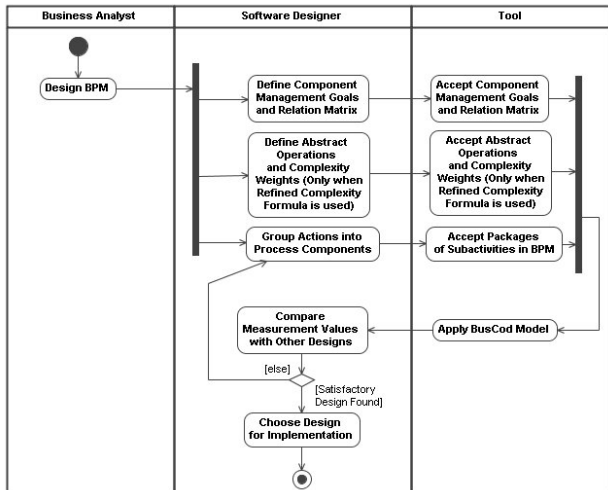 Business Analyst
Software Designer
Tool
Design BPM
Define Component
Management Goals
and Relation Matrix
Accept Component
Management Goals
and Relation Matrix
Define Abstract
Operations
and Complexity
Weights (Only when
Refined Complexity
Formula is used)
Accept Abstract
Operations
and Complexity
Weights (Only when
Refined Complexity
Formula is used)
Group Actions into
Process Components
Accept Packages
of Subactivities in BPM
Compare
Measurement Values
with Other Designs
Apply BusCod Model
[else]
[Satisfactory
Design Found]
Choose Design
for Implementation